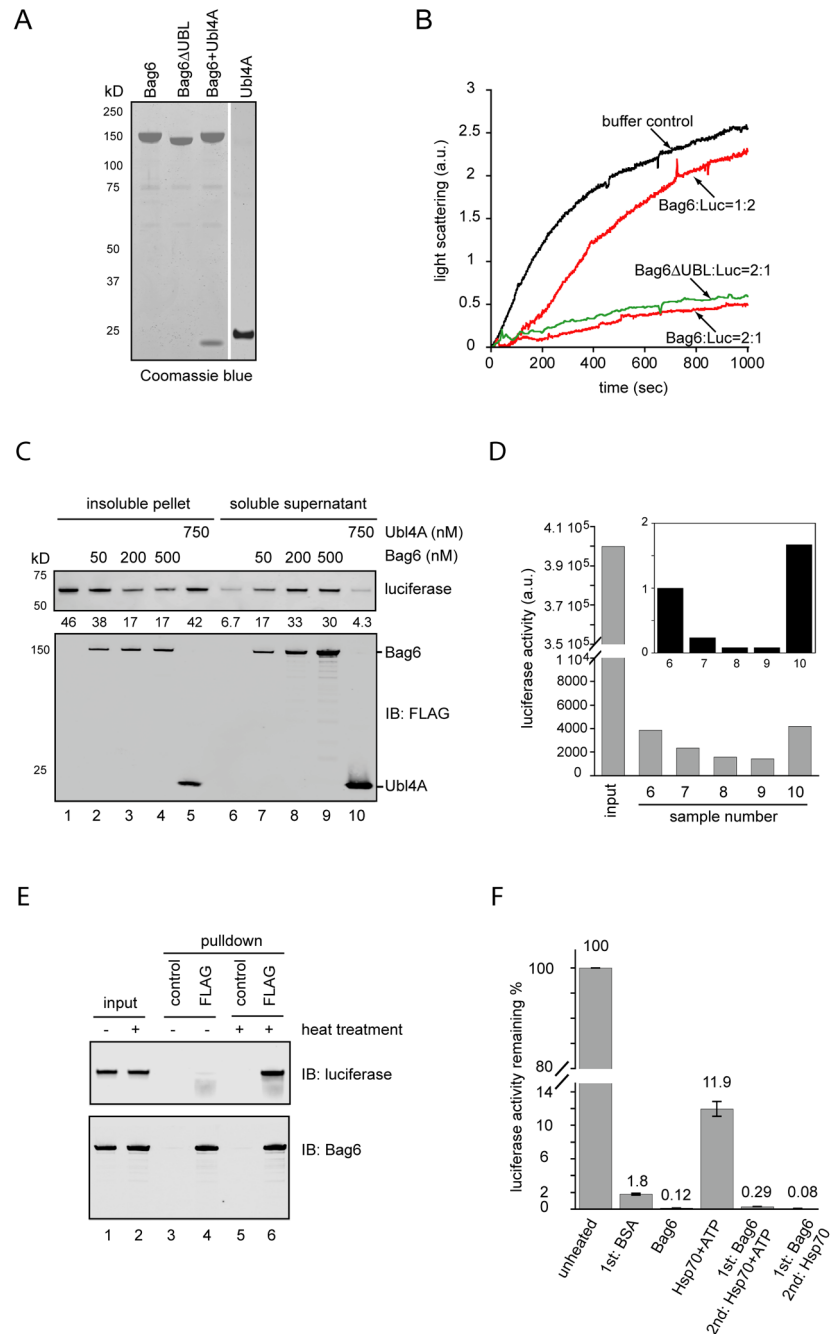 A
Bag6
Bag6ΔUBL
Bag6+Ubl4A
Ubl4A
kD
250
150
100
75
50
37
25
Coomassie blue
B
light scattering (a.u.)
3
2.5
2
1.5
1
0.5
0
0 200 400 600 800 1000
time (sec)
buffer control
Bag6:Luc=1:2
Bag6ΔUBL:Luc=2:1
Bag6:Luc=2:1
C
insoluble pellet soluble supernatant
750 750 Ubl4A (nM)
50 200 500 50 200 500 Bag6 (nM)
kD
75
50
luciferase
46 38 17 17 42 6.7 17 33 30 4.3
150
Bag6
IB: FLAG
25
Ubl4A
1 2 3 4 5 6 7 8 9 10
D
luciferase activity (a.u.)
4.1 10⁵
3.9 10⁵
3.7 10⁵
3.5 10⁵
1 10⁴
8000
6000
4000
2000
0
2
1
0
6 7 8 9 10
input
6 7 8 9 10
sample number
E
pulldown
input
control
FLAG
control
FLAG
- + - - + + heat treatment
IB: luciferase
IB: Bag6
1 2 3 4 5 6
F
luciferase activity remaining %
100
80
14
12
8
6
4
2
0
100
1.8
0.12
11.9
0.29
0.08
unheated
1st: BSA
Bag6
Hsp70+ATP
1st: Bag6
2nd: Hsp70+ATP
1st: Bag6
2nd: Hsp70